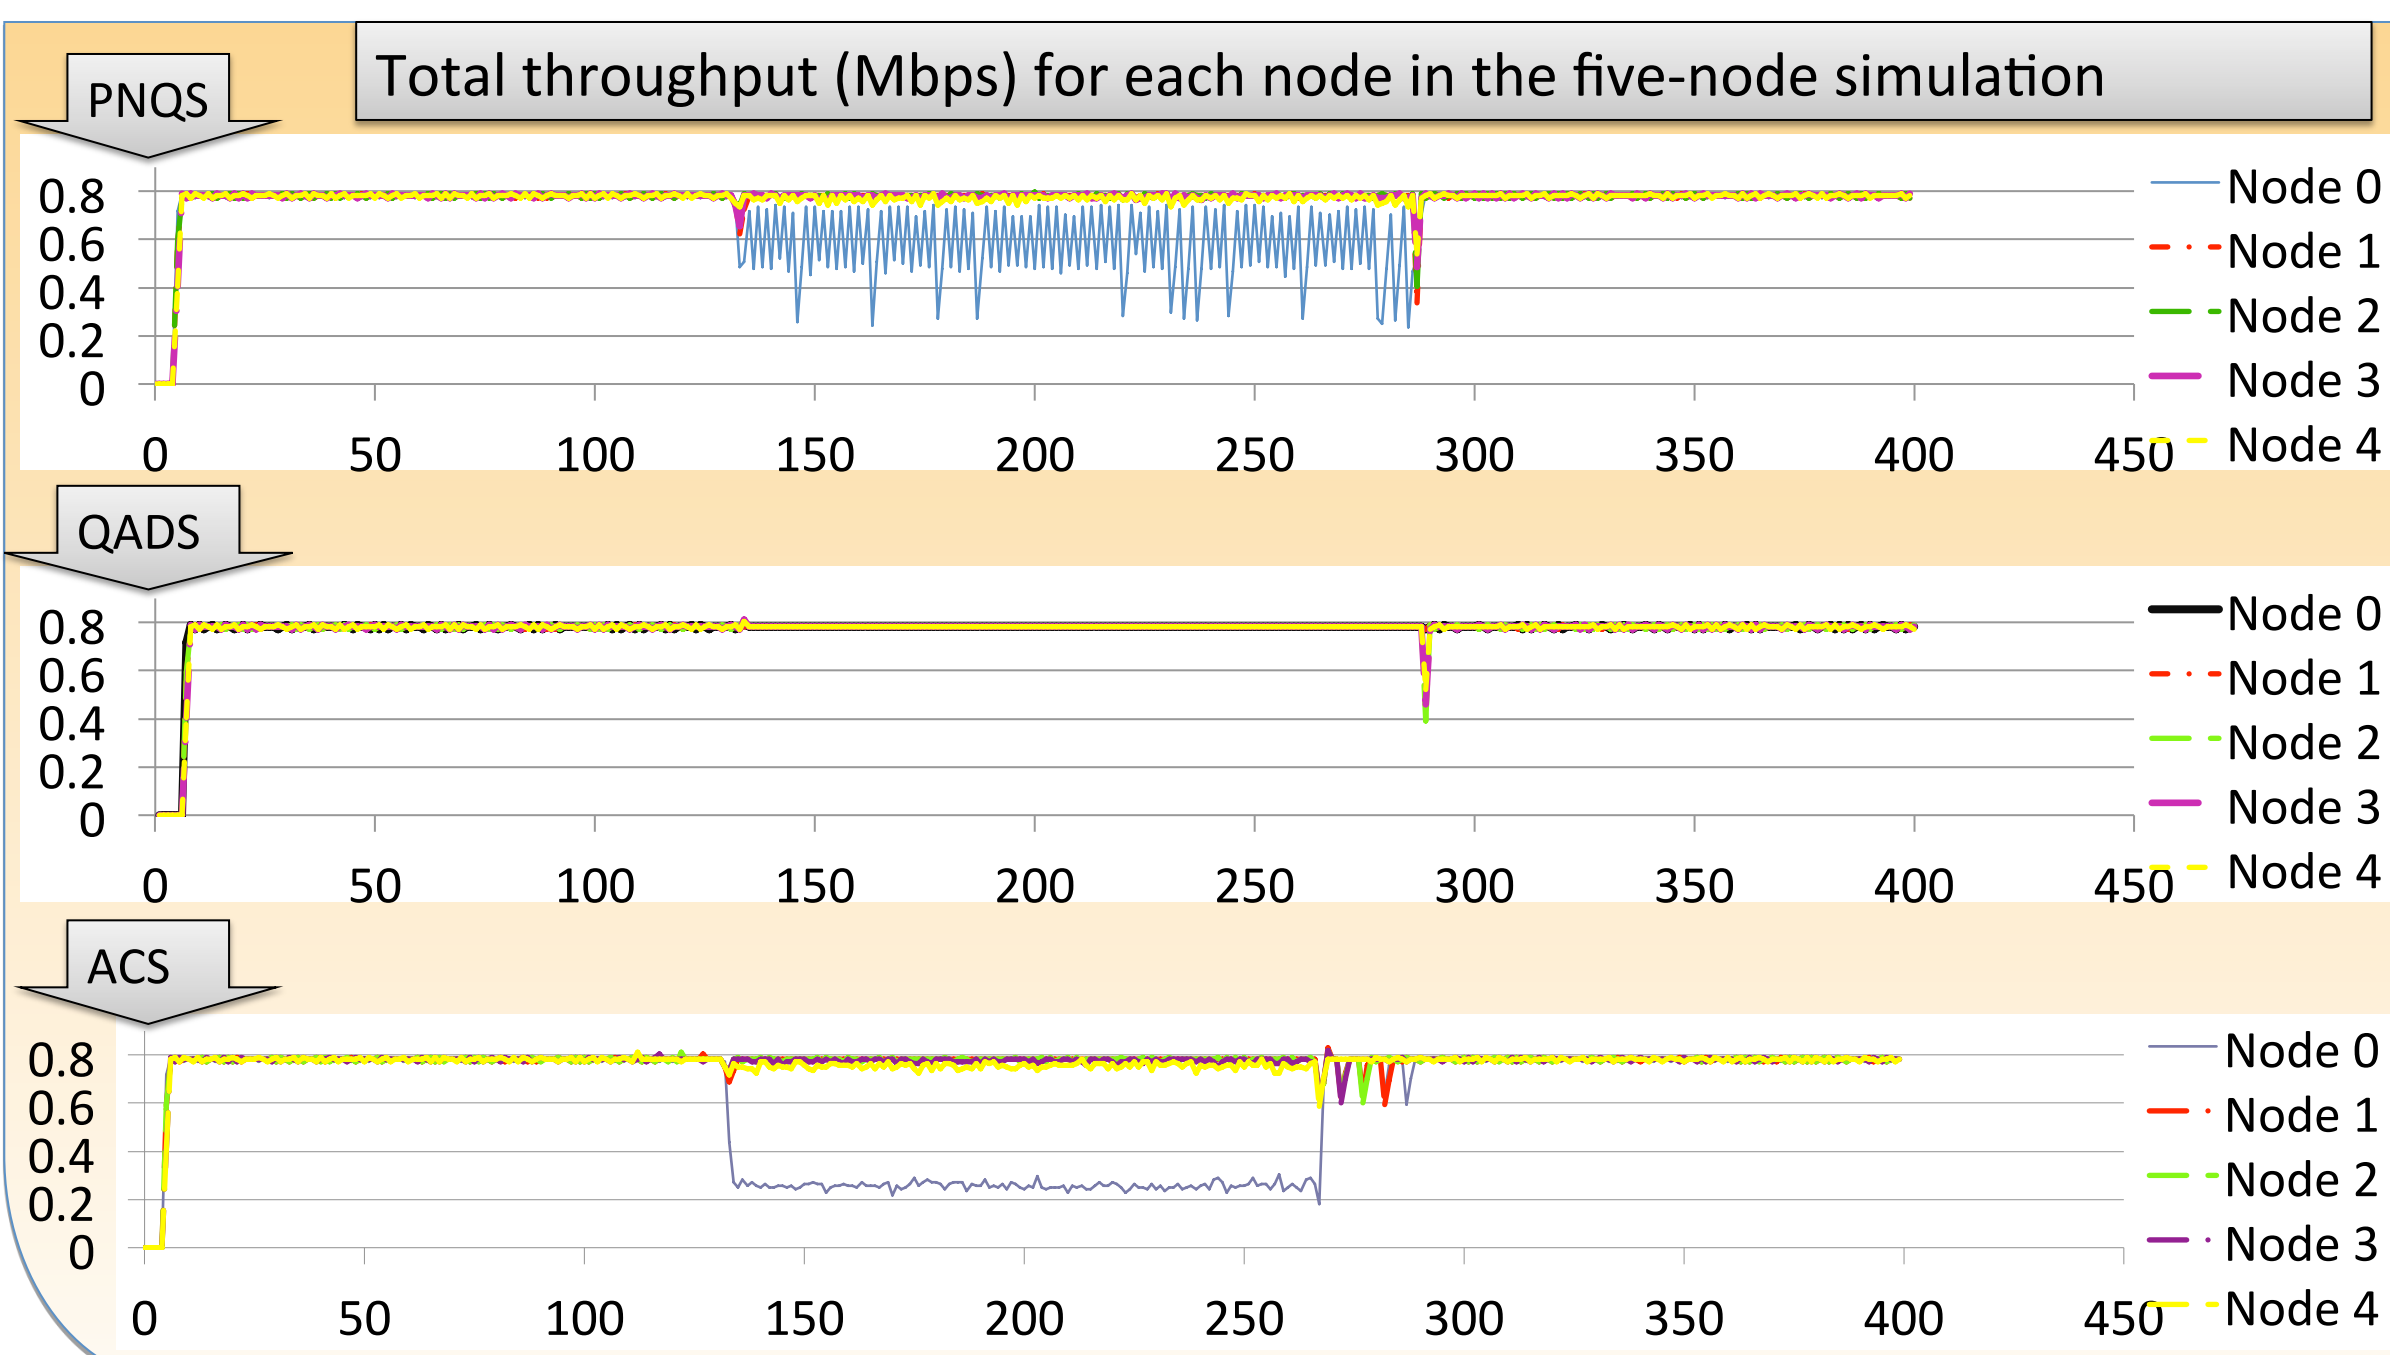 Total throughput (Mbps) for each node in the five-node simulation
PNQS
0.8
0.6
0.4
0.2
0
0 50 100 150 200 250 300 350 400 450
Node 0
Node 1
Node 2
Node 3
Node 4
QADS
0.8
0.6
0.4
0.2
0
0 50 100 150 200 250 300 350 400 450
Node 0
Node 1
Node 2
Node 3
Node 4
ACS
0.8
0.6
0.4
0.2
0
0 50 100 150 200 250 300 350 400 450
Node 0
Node 1
Node 2
Node 3
Node 4